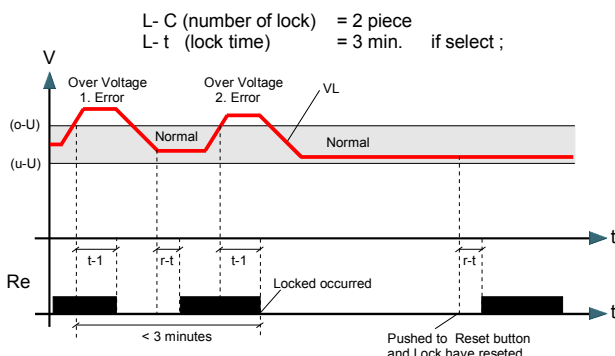 L- C (number of lock) = 2 piece
L- t (lock time) = 3 min. if select ;
V
Over Voltage
1. Error
Over Voltage
2. Error
VL
(o-U)
Normal
Normal
(u-U)
t
t-1
r-t
t-1
r-t
Re
Locked occurred
t
< 3 minutes
Pushed to Reset button
and Lock have reseted